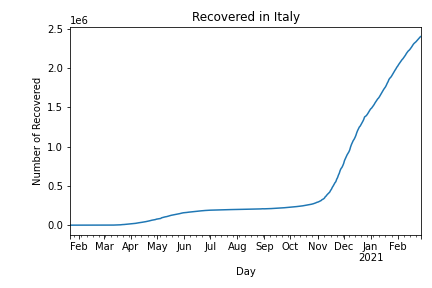 Recovered in Italy
1e6
2.5
2.0
1.5
1.0
0.5
0.0
Number of Recovered
Feb Mar Apr May Jun Jul Aug Sep Oct Nov Dec Jan Feb
2021
Day